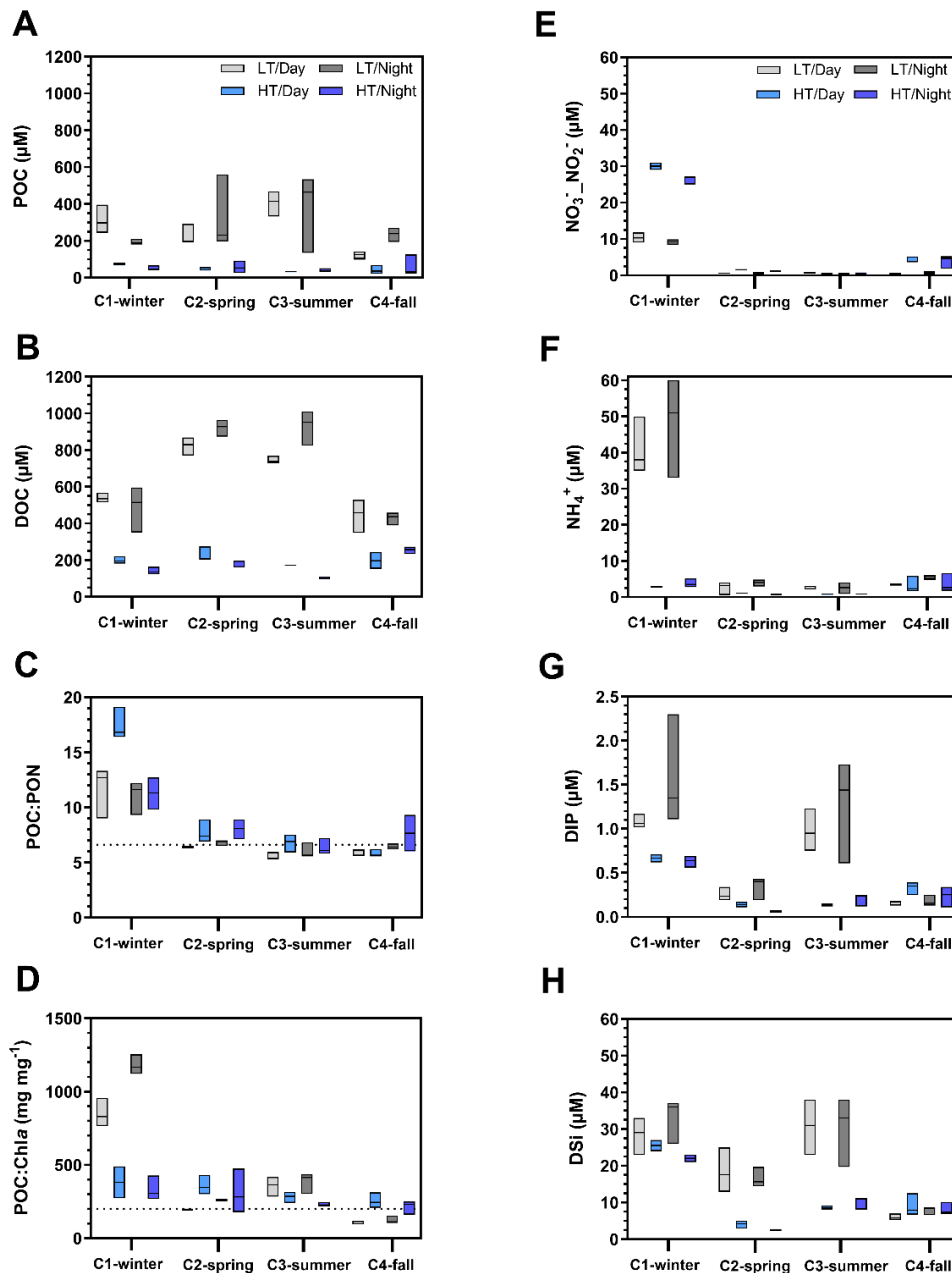 A
POC (µM)
1200
1000
800
600
400
200
0
LT/Day LT/Night
HT/Day HT/Night
C1-winter C2-spring C3-summer C4-fall
B
DOC (µM)
1200
1000
800
600
400
200
0
C1-winter C2-spring C3-summer C4-fall
C
POC:PON
20
15
10
5
0
C1-winter C2-spring C3-summer C4-fall
D
POC:Chla (mg mg⁻¹)
1500
1000
500
0
C1-winter C2-spring C3-summer C4-fall
E
NO₃⁻_NO₂⁻ (µM)
60
50
40
30
20
10
0
LT/Day LT/Night
HT/Day HT/Night
C1-winter C2-spring C3-summer C4-fall
F
NH₄⁺ (µM)
60
50
40
30
20
10
0
C1-winter C2-spring C3-summer C4-fall
G
DIP (µM)
2.5
2.0
1.5
1.0
0.5
0.0
C1-winter C2-spring C3-summer C4-fall
H
DSi (µM)
60
50
40
30
20
10
0
C1-winter C2-spring C3-summer C4-fall